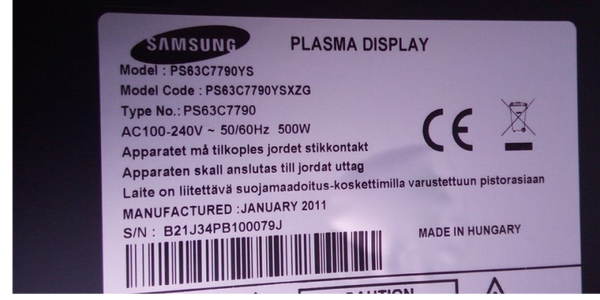 SAMSUNG
PLASMA DISPLAY
Model : PS63C7790YS
Model Code : PS63C7790YSXZG
Type No.: PS63C7790
AC100-240V ~ 50/60Hz 500W
Apparatet må tilkoples jordet stikkontakt
Apparaten skall anslutas till jordat uttag
Laite on liitettävä suojamaadoitus-koskettimilla varustettuun pistorasiaan
MANUFACTURED :JANUARY 2011
S/N : B21J34PB100079J
MADE IN HUNGARY
CAUTION